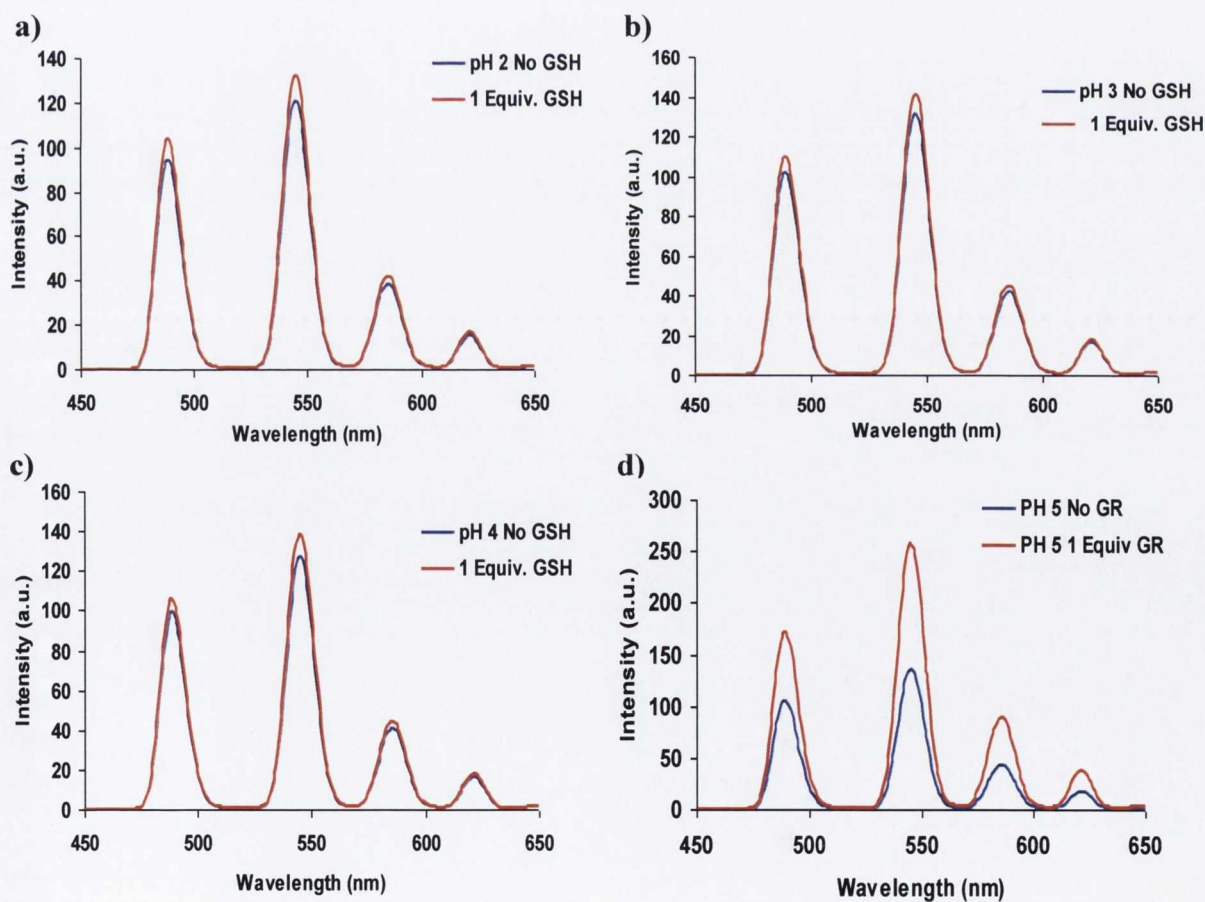 a)
140
120
100
80
60
40
20
0
Intensity (a.u.)
pH 2 No GSH
1 Equiv. GSH
450 500 550 600 650
Wavelength (nm)
b)
160
140
120
100
80
60
40
20
0
Intensity (a.u.)
pH 3 No GSH
1 Equiv. GSH
450 500 550 600 650
Wavelength (nm)
c)
160
140
120
100
80
60
40
20
0
Intensity (a.u.)
pH 4 No GSH
1 Equiv. GSH
450 500 550 600 650
Wavelength (nm)
d)
300
250
200
150
100
50
0
Intensity (a.u.)
PH 5 No GR
PH 5 1 Equiv GR
450 500 550 600 650
Wavelength (nm)